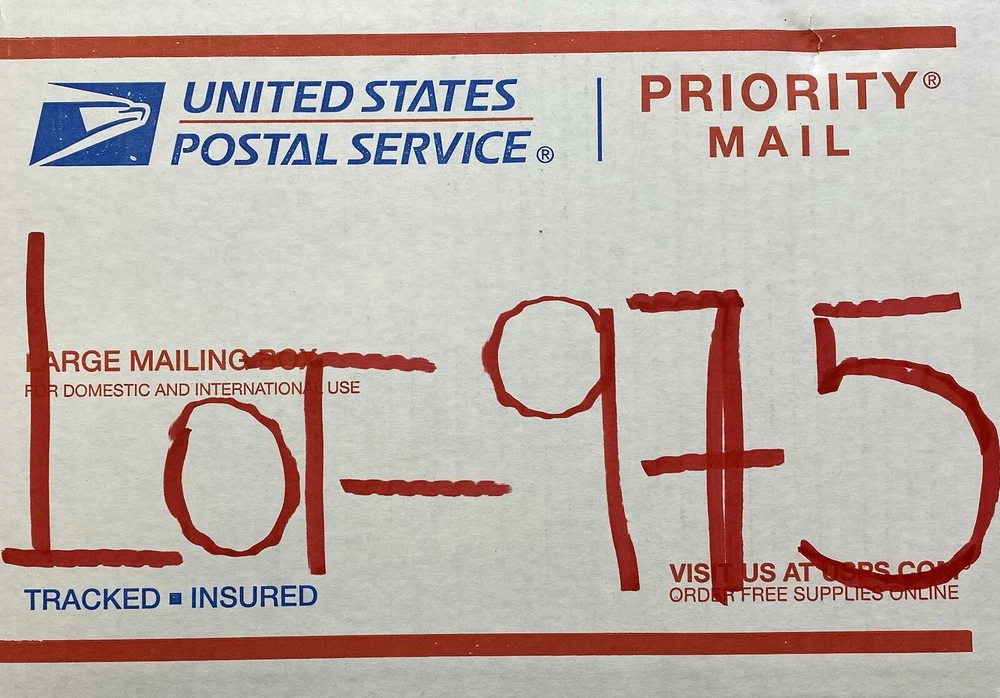 UNITED STATES
POSTAL SERVICE®
PRIORITY®
MAIL
LARGE MAILING BOX
FOR DOMESTIC AND INTERNATIONAL USE
LOT-975
TRACKED ▪ INSURED
VISIT US AT USPS.COM®
ORDER FREE SUPPLIES ONLINE